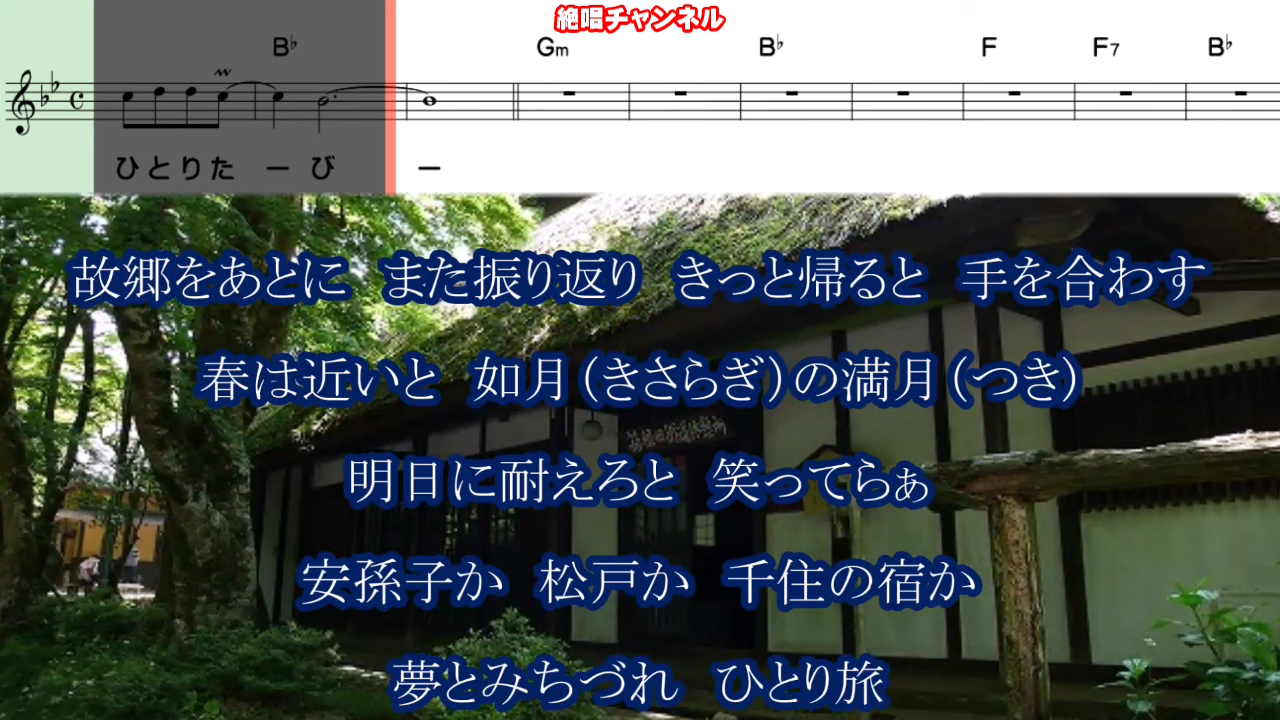 絶唱チャンネル
B♭ Gm B♭ F F7 B♭
ひとりた ー び ー
故郷をあとに　また振り返り　きっと帰ると　手を合わす
春は近いと　如月（きさらぎ）の満月（つき）
明日に耐えろと　笑ってらぁ
安孫子か　松戸か　千住の宿か
夢とみちづれ　ひとり旅